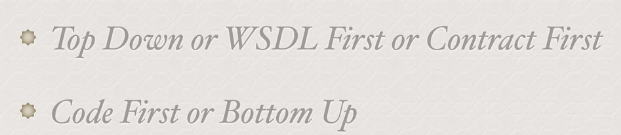 Top Down or WSDL First or Contract First
Code First or Bottom Up